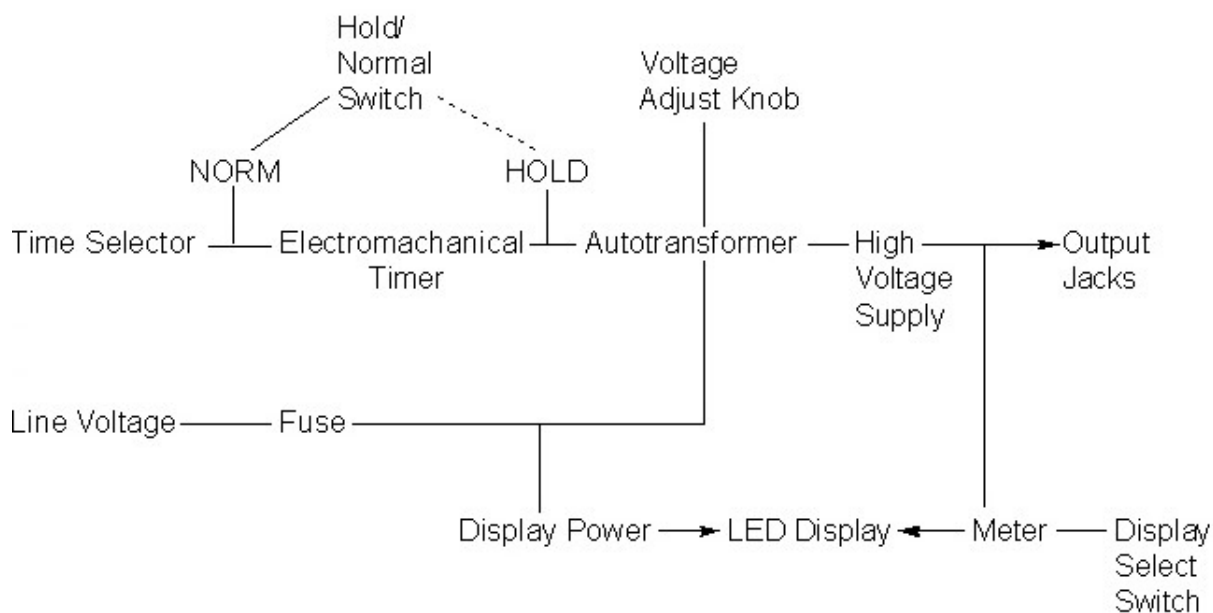 Hold/
Normal
Switch
Voltage
Adjust Knob
NORM
HOLD
Time Selector
Electromachanical
Timer
Autotransformer
High
Voltage
Supply
Output
Jacks
Line Voltage
Fuse
Display Power
LED Display
Meter
Display
Select
Switch